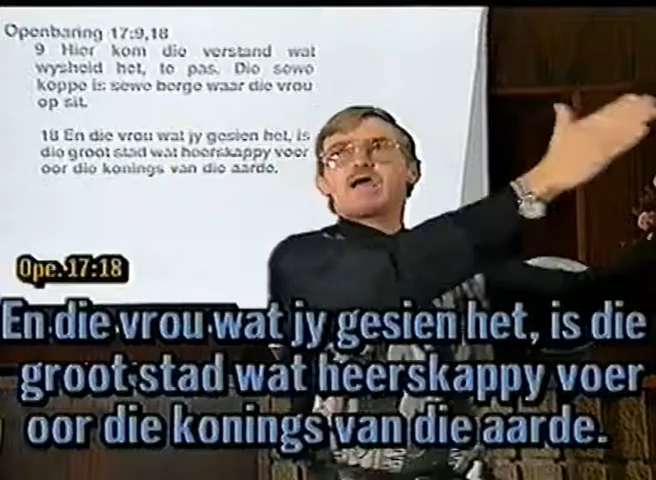 Openbaring 17:9,18
9 Hier kom die verstand wat
wysheid het, te pas. Die sewe
koppe is sewe berge waar die vrou
op sit.
18 En die vrou wat jy gesien het, is
die groot stad wat heerskappy voer
oor die konings van die aarde.
Ope. 17:18
En die vrou wat jy gesien het, is die
groot stad wat heerskappy voer
oor die konings van die aarde.